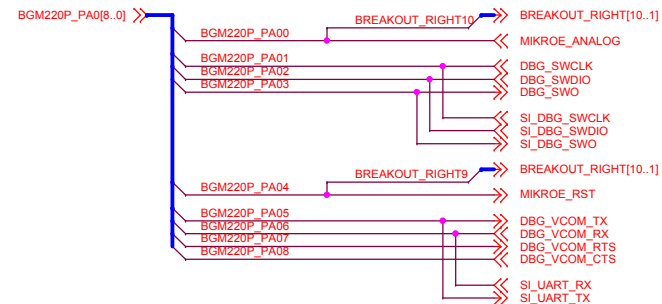 BGM220P_PA0[8..0] BREAKOUT_RIGHT10 BREAKOUT_RIGHT[10..1]
BGM220P_PA00 MIKROE_ANALOG
BGM220P_PA01 DBG_SWCLK
BGM220P_PA02 DBG_SWDIO
BGM220P_PA03 DBG_SWO
SI_DBG_SWCLK
SI_DBG_SWDIO
SI_DBG_SWO
BREAKOUT_RIGHT9 BREAKOUT_RIGHT[10..1]
BGM220P_PA04 MIKROE_RST
BGM220P_PA05 DBG_VCOM_TX
BGM220P_PA06 DBG_VCOM_RX
BGM220P_PA07 DBG_VCOM_RTS
BGM220P_PA08 DBG_VCOM_CTS
SI_UART_RX
SI_UART_TX